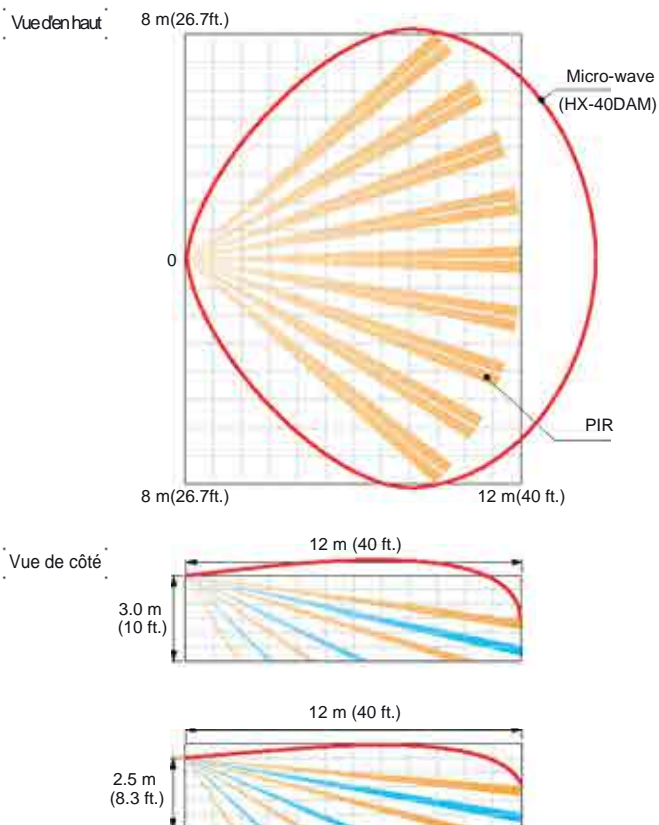 Vue d'en haut
8 m(26.7ft.)
Micro-wave
(HX-40DAM)
0
PIR
8 m(26.7ft.)
12 m(40 ft.)
Vue de côté
12 m (40 ft.)
3.0 m
(10 ft.)
12 m (40 ft.)
2.5 m
(8.3 ft.)